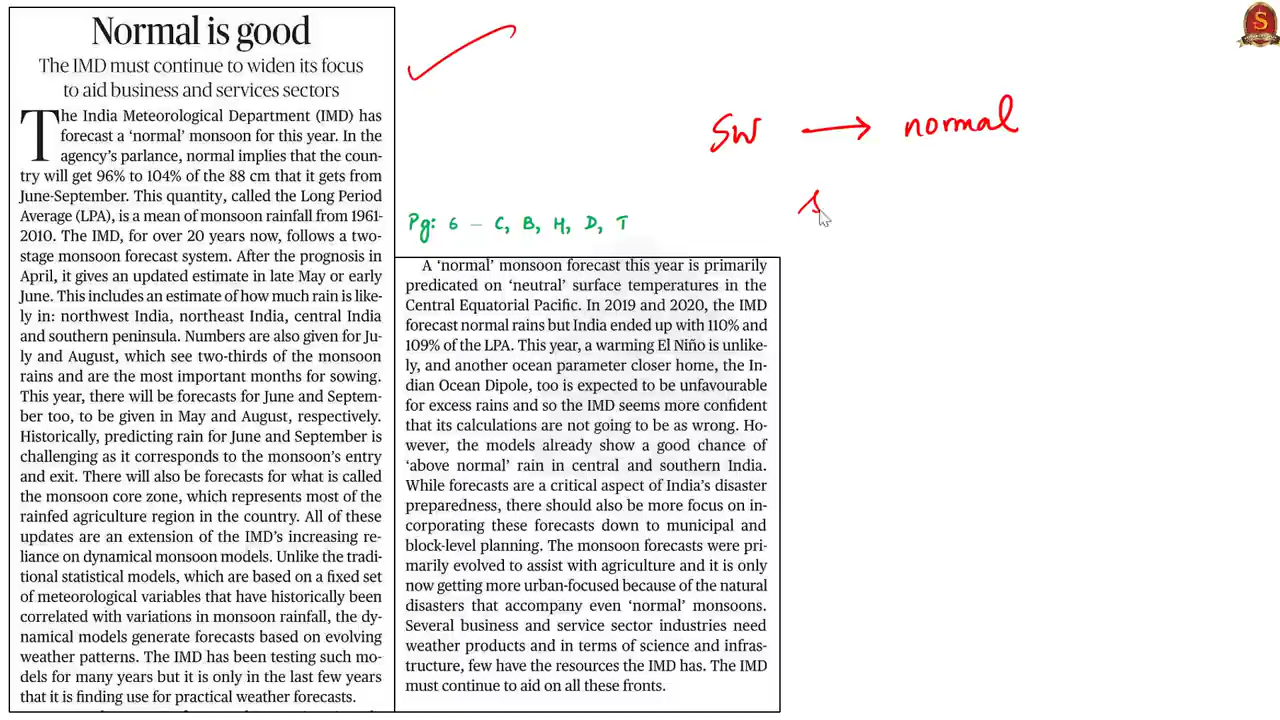 Normal is good
The IMD must continue to widen its focus
to aid business and services sectors
The India Meteorological Department (IMD) has
forecast a ‘normal’ monsoon for this year. In the
agency’s parlance, normal implies that the coun-
try will get 96% to 104% of the 88 cm that it gets from
June-September. This quantity, called the Long Period
Average (LPA), is a mean of monsoon rainfall from 1961-
2010. The IMD, for over 20 years now, follows a two-
stage monsoon forecast system. After the prognosis in
April, it gives an updated estimate in late May or early
June. This includes an estimate of how much rain is like-
ly in: northwest India, northeast India, central India
and southern peninsula. Numbers are also given for Ju-
ly and August, which see two-thirds of the monsoon
rains and are the most important months for sowing.
This year, there will be forecasts for June and Septem-
ber too, to be given in May and August, respectively.
Historically, predicting rain for June and September is
challenging as it corresponds to the monsoon’s entry
and exit. There will also be forecasts for what is called
the monsoon core zone, which represents most of the
rainfed agriculture region in the country. All of these
updates are an extension of the IMD’s increasing re-
liance on dynamical monsoon models. Unlike the tradi-
tional statistical models, which are based on a fixed set
of meteorological variables that have historically been
correlated with variations in monsoon rainfall, the dy-
namical models generate forecasts based on evolving
weather patterns. The IMD has been testing such mo-
dels for many years but it is only in the last few years
that it is finding use for practical weather forecasts.
SW → normal
s
Pg: 6 – C, B, H, D, T
A ‘normal’ monsoon forecast this year is primarily
predicated on ‘neutral’ surface temperatures in the
Central Equatorial Pacific. In 2019 and 2020, the IMD
forecast normal rains but India ended up with 110% and
109% of the LPA. This year, a warming El Niño is unlike-
ly, and another ocean parameter closer home, the In-
dian Ocean Dipole, too is expected to be unfavourable
for excess rains and so the IMD seems more confident
that its calculations are not going to be as wrong. Ho-
wever, the models already show a good chance of
‘above normal’ rain in central and southern India.
While forecasts are a critical aspect of India’s disaster
preparedness, there should also be more focus on in-
corporating these forecasts down to municipal and
block-level planning. The monsoon forecasts were pri-
marily evolved to assist with agriculture and it is only
now getting more urban-focused because of the natural
disasters that accompany even ‘normal’ monsoons.
Several business and service sector industries need
weather products and in terms of science and infras-
tructure, few have the resources the IMD has. The IMD
must continue to aid on all these fronts.
S